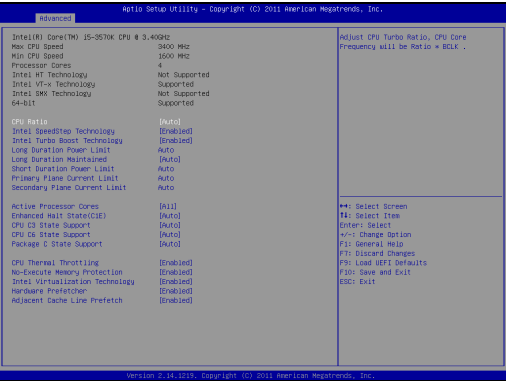 Aptio Setup Utility - Copyright (C) 2011 American Megatrends, Inc.
Advanced
Intel(R) Core(TM) i5-3570K CPU @ 3.40GHz
Max CPU Speed 3400 MHz
Min CPU Speed 1600 MHz
Processor Cores 4
Intel HT Technology Not Supported
Intel VT-x Technology Supported
Intel SMX Technology Not Supported
64-bit Supported
CPU Ratio [Auto]
Intel SpeedStep Technology [Enabled]
Intel Turbo Boost Technology [Enabled]
Long Duration Power Limit Auto
Long Duration Maintained [Auto]
Short Duration Power Limit Auto
Primary Plane Current Limit Auto
Secondary Plane Current Limit Auto
Active Processor Cores [All]
Enhanced Halt State(C1E) [Auto]
CPU C3 State Support [Auto]
CPU C6 State Support [Auto]
Package C State Support [Auto]
CPU Thermal Throttling [Enabled]
No-Execute Memory Protection [Enabled]
Intel Virtualization Technology [Enabled]
Hardware Prefetcher [Enabled]
Adjacent Cache Line Prefetch [Enabled]
Adjust CPU Turbo Ratio, CPU Core
Frequency will be Ratio * BCLK .
→←: Select Screen
↑↓: Select Item
Enter: Select
+/-: Change Option
F1: General Help
F7: Discard Changes
F9: Load UEFI Defaults
F10: Save and Exit
ESC: Exit
Version 2.14.1219. Copyright (C) 2011 American Megatrends, Inc.